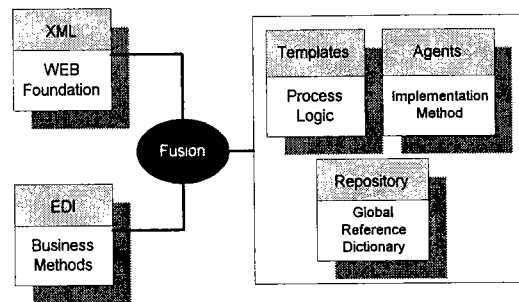 XML
WEB
Foundation
EDI
Business
Methods
Fusion
Templates
Process
Logic
Agents
Implementation
Method
Repository
Global
Reference
Dictionary